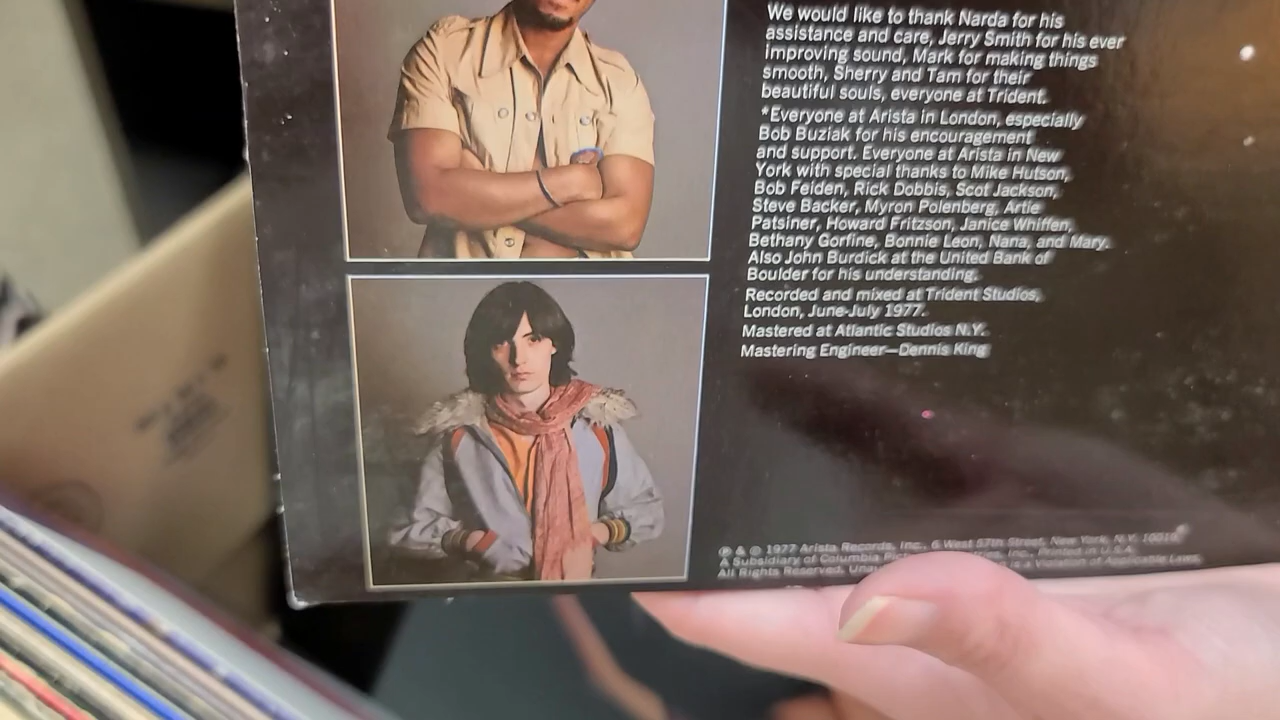 We would like to thank Narda for his
assistance and care, Jerry Smith for his ever
improving sound, Mark for making things
smooth, Sherry and Tam for their
beautiful souls, everyone at Trident.
*Everyone at Arista in London, especially
Bob Buziak for his encouragement
and support. Everyone at Arista in New
York with special thanks to Mike Hutson,
Bob Feiden, Rick Dobbis, Scot Jackson,
Steve Backer, Myron Polenberg, Artie
Patsiner, Howard Fritzson, Janice Whiffen,
Bethany Gorfine, Bonnie Leon, Nana, and Mary.
Also John Burdick at the United Bank of
Boulder for his understanding.
Recorded and mixed at Trident Studios,
London, June-July 1977.
Mastered at Atlantic Studios N.Y.
Mastering Engineer—Dennis King
℗ & © 1977 Arista Records, Inc., 6 West 57th Street, New York, N.Y. 10019
A Subsidiary of Columbia Inc., Printed in U.S.A.
All Rights Reserved. is a Violation of Applicable Laws.